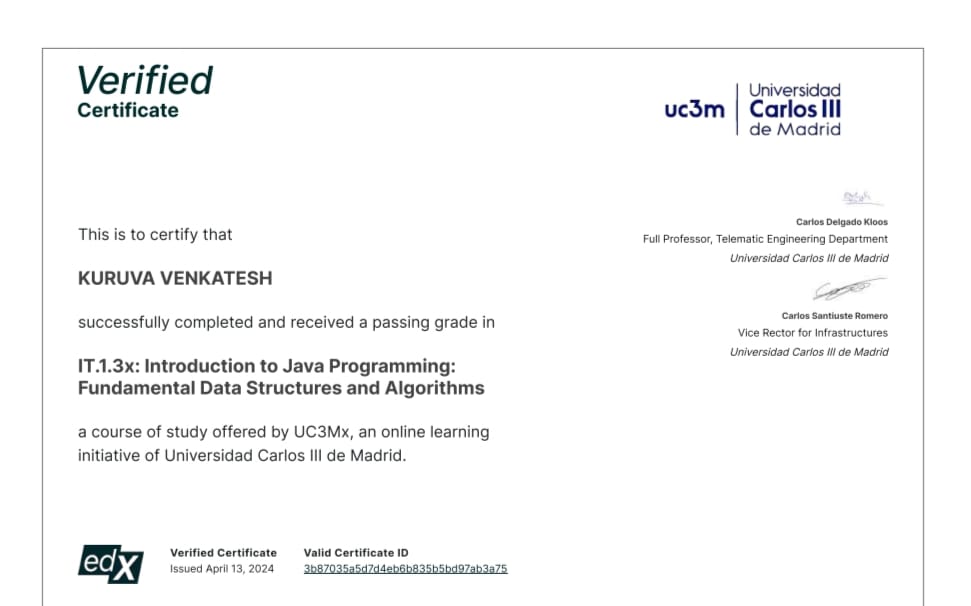 Verified
Certificate
uc3m
Universidad
Carlos III
de Madrid
Carlos Delgado Kloos
Full Professor, Telematic Engineering Department
Universidad Carlos III de Madrid
Carlos Santiuste Romero
Vice Rector for Infrastructures
Universidad Carlos III de Madrid
This is to certify that
KURUVA VENKATESH
successfully completed and received a passing grade in
IT.1.3x: Introduction to Java Programming:
Fundamental Data Structures and Algorithms
a course of study offered by UC3Mx, an online learning
initiative of Universidad Carlos III de Madrid.
edX
Verified Certificate
Issued April 13, 2024
Valid Certificate ID
3b87035a5d7d4eb6b835b5bd97ab3a75